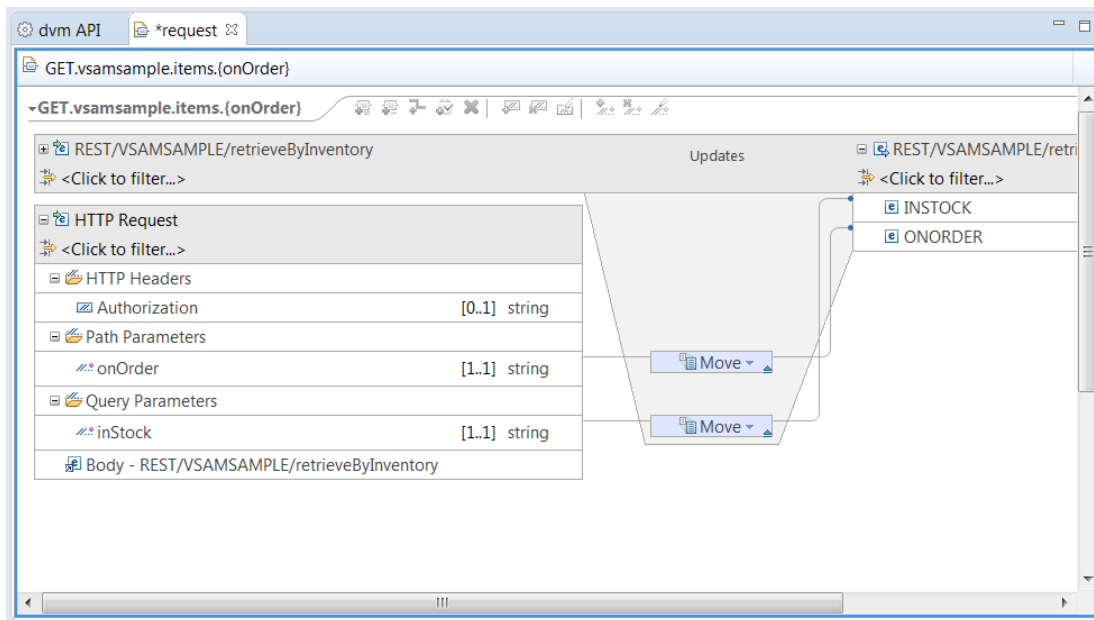 dvm API
*request
GET.vsamsample.items.{onOrder}
GET.vsamsample.items.{onOrder}
REST/VSAMSAMPLE/retrieveByInventory
<Click to filter...>
Updates
REST/VSAMSAMPLE/retri
<Click to filter...>
INSTOCK
ONORDER
HTTP Request
<Click to filter...>
HTTP Headers
Authorization [0..1] string
Path Parameters
onOrder [1..1] string
Move
Query Parameters
inStock [1..1] string
Move
Body - REST/VSAMSAMPLE/retrieveByInventory